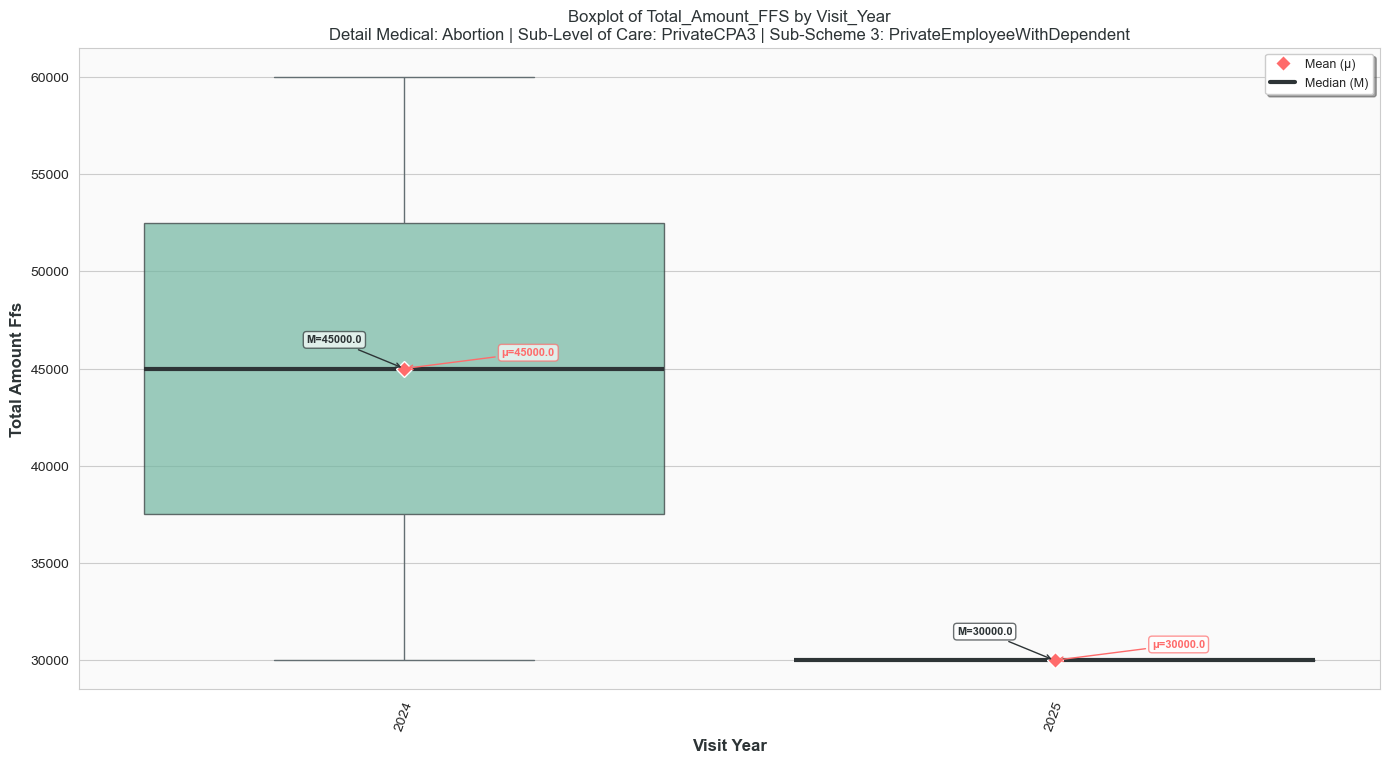 Boxplot of Total_Amount_FFS by Visit_Year
Detail Medical: Abortion | Sub-Level of Care: PrivateCPA3 | Sub-Scheme 3: PrivateEmployeeWithDependent
Mean (μ)
Median (M)
Total Amount Ffs
60000
55000
50000
45000
40000
35000
30000
M=45000.0
μ=45000.0
M=30000.0
μ=30000.0
2024
2025
Visit Year